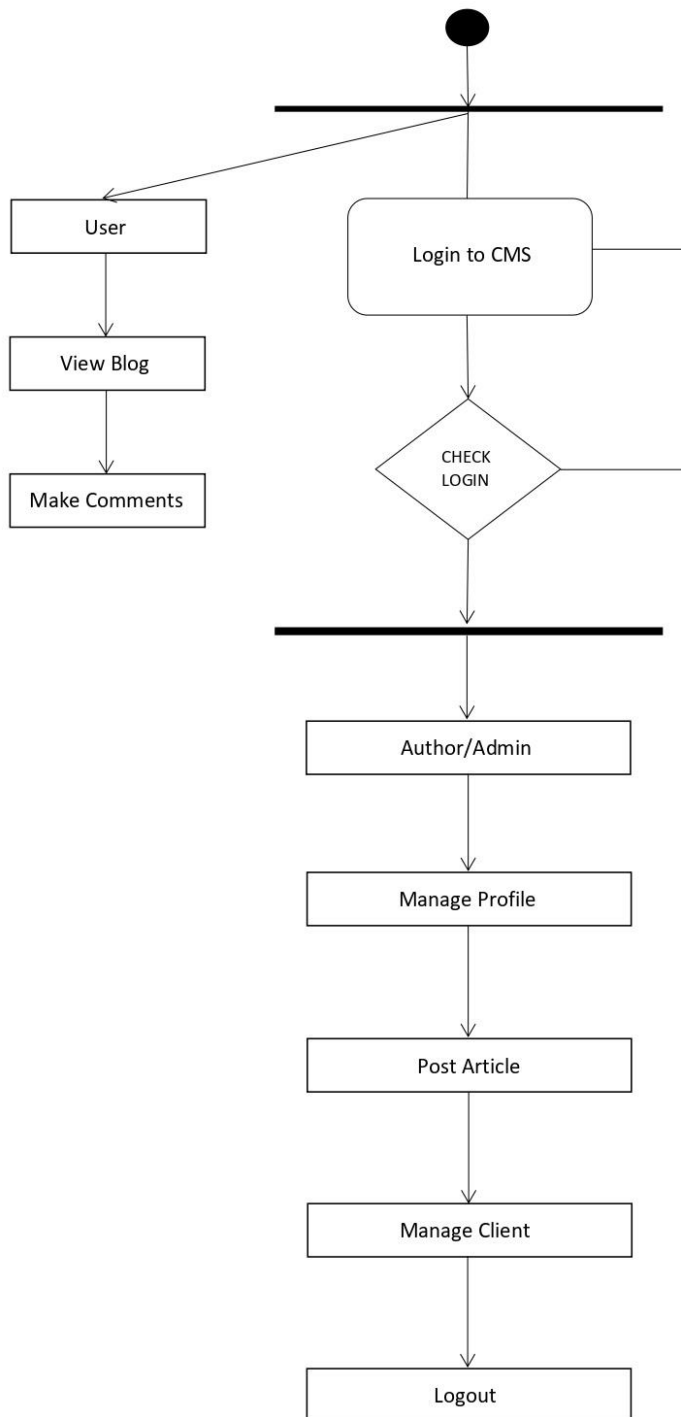 User
Login to CMS
View Blog
CHECK
LOGIN
Make Comments
Author/Admin
Manage Profile
Post Article
Manage Client
Logout